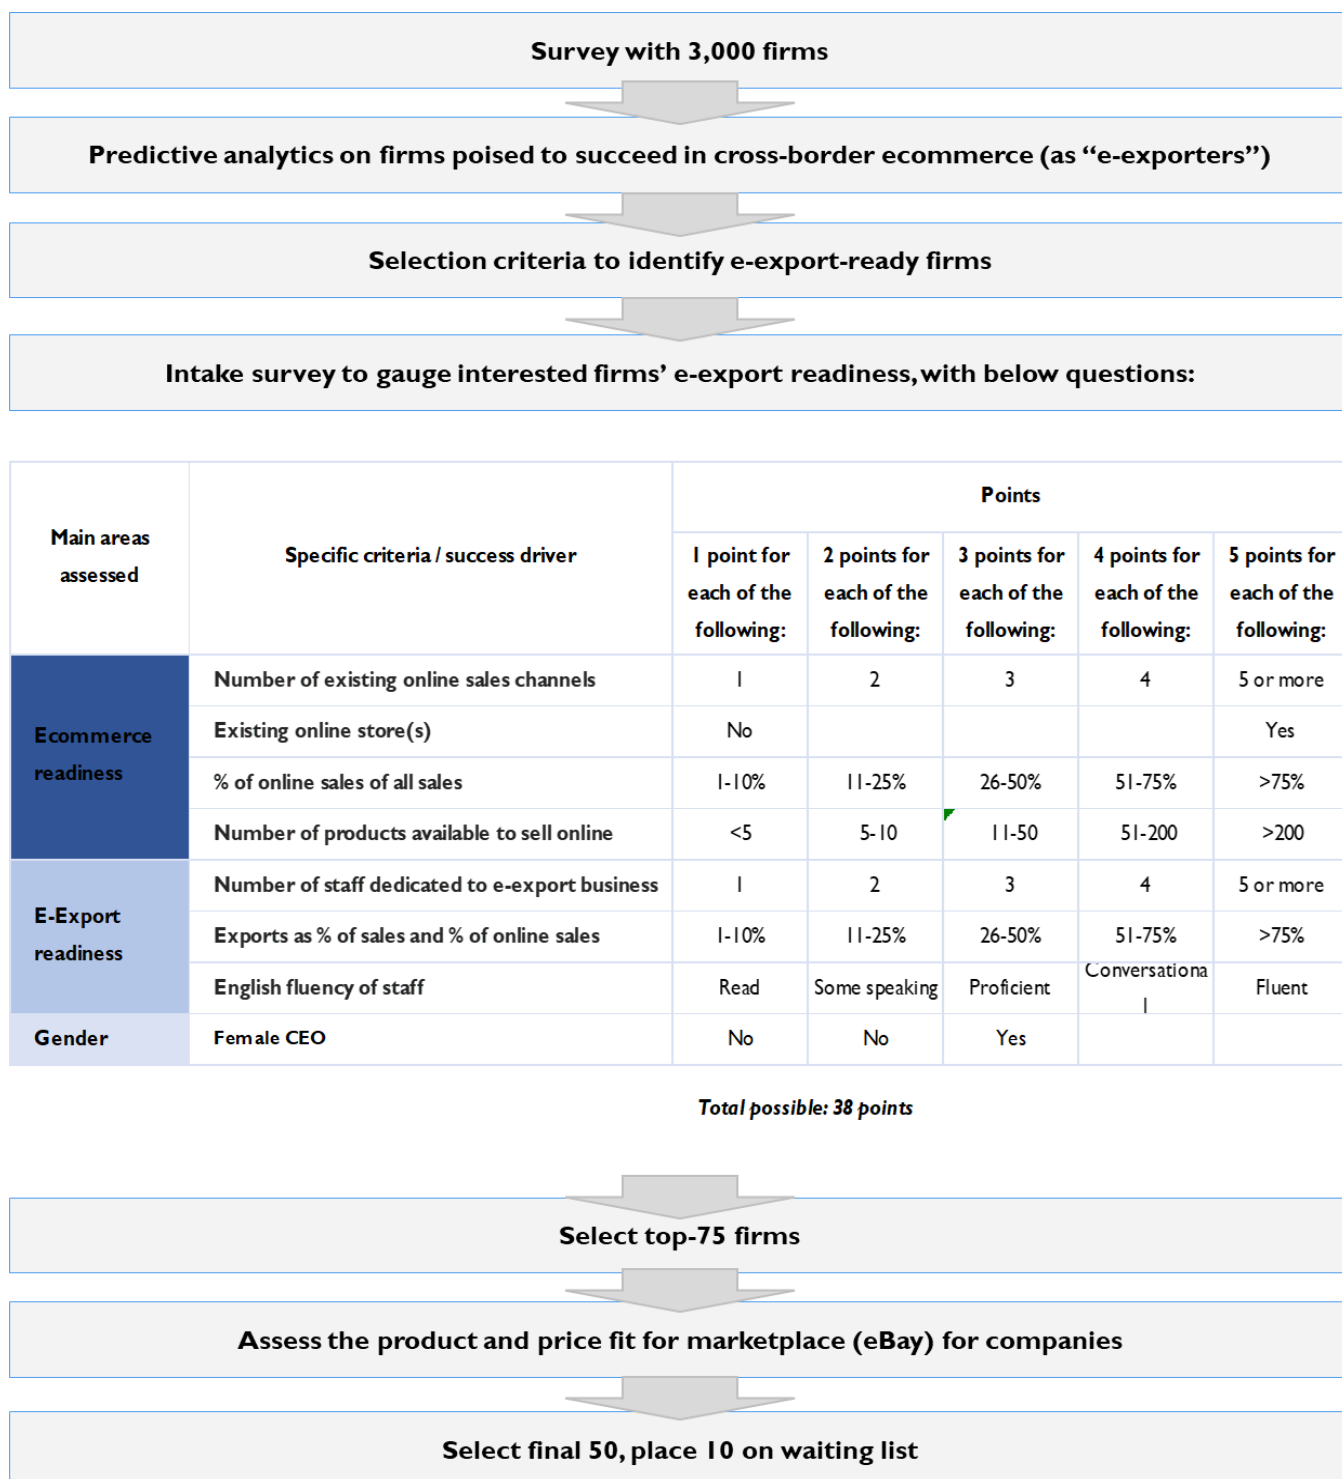 Survey with 3,000 firms
Predictive analytics on firms poised to succeed in cross-border ecommerce (as “e-exporters”)
Selection criteria to identify e-export-ready firms
Intake survey to gauge interested firms’ e-export readiness, with below questions:
Main areas
assessed
Specific criteria / success driver
Points
1 point for
each of the
following:
2 points for
each of the
following:
3 points for
each of the
following:
4 points for
each of the
following:
5 points for
each of the
following:
Ecommerce
readiness
Number of existing online sales channels 1 2 3 4 5 or more
Existing online store(s) No Yes
% of online sales of all sales 1-10% 11-25% 26-50% 51-75% >75%
Number of products available to sell online <5 5-10 11-50 51-200 >200
E-Export
readiness
Number of staff dedicated to e-export business 1 2 3 4 5 or more
Exports as % of sales and % of online sales 1-10% 11-25% 26-50% 51-75% >75%
English fluency of staff Read Some speaking Proficient Conversational Fluent
Gender Female CEO No No Yes
Total possible: 38 points
Select top-75 firms
Assess the product and price fit for marketplace (eBay) for companies
Select final 50, place 10 on waiting list